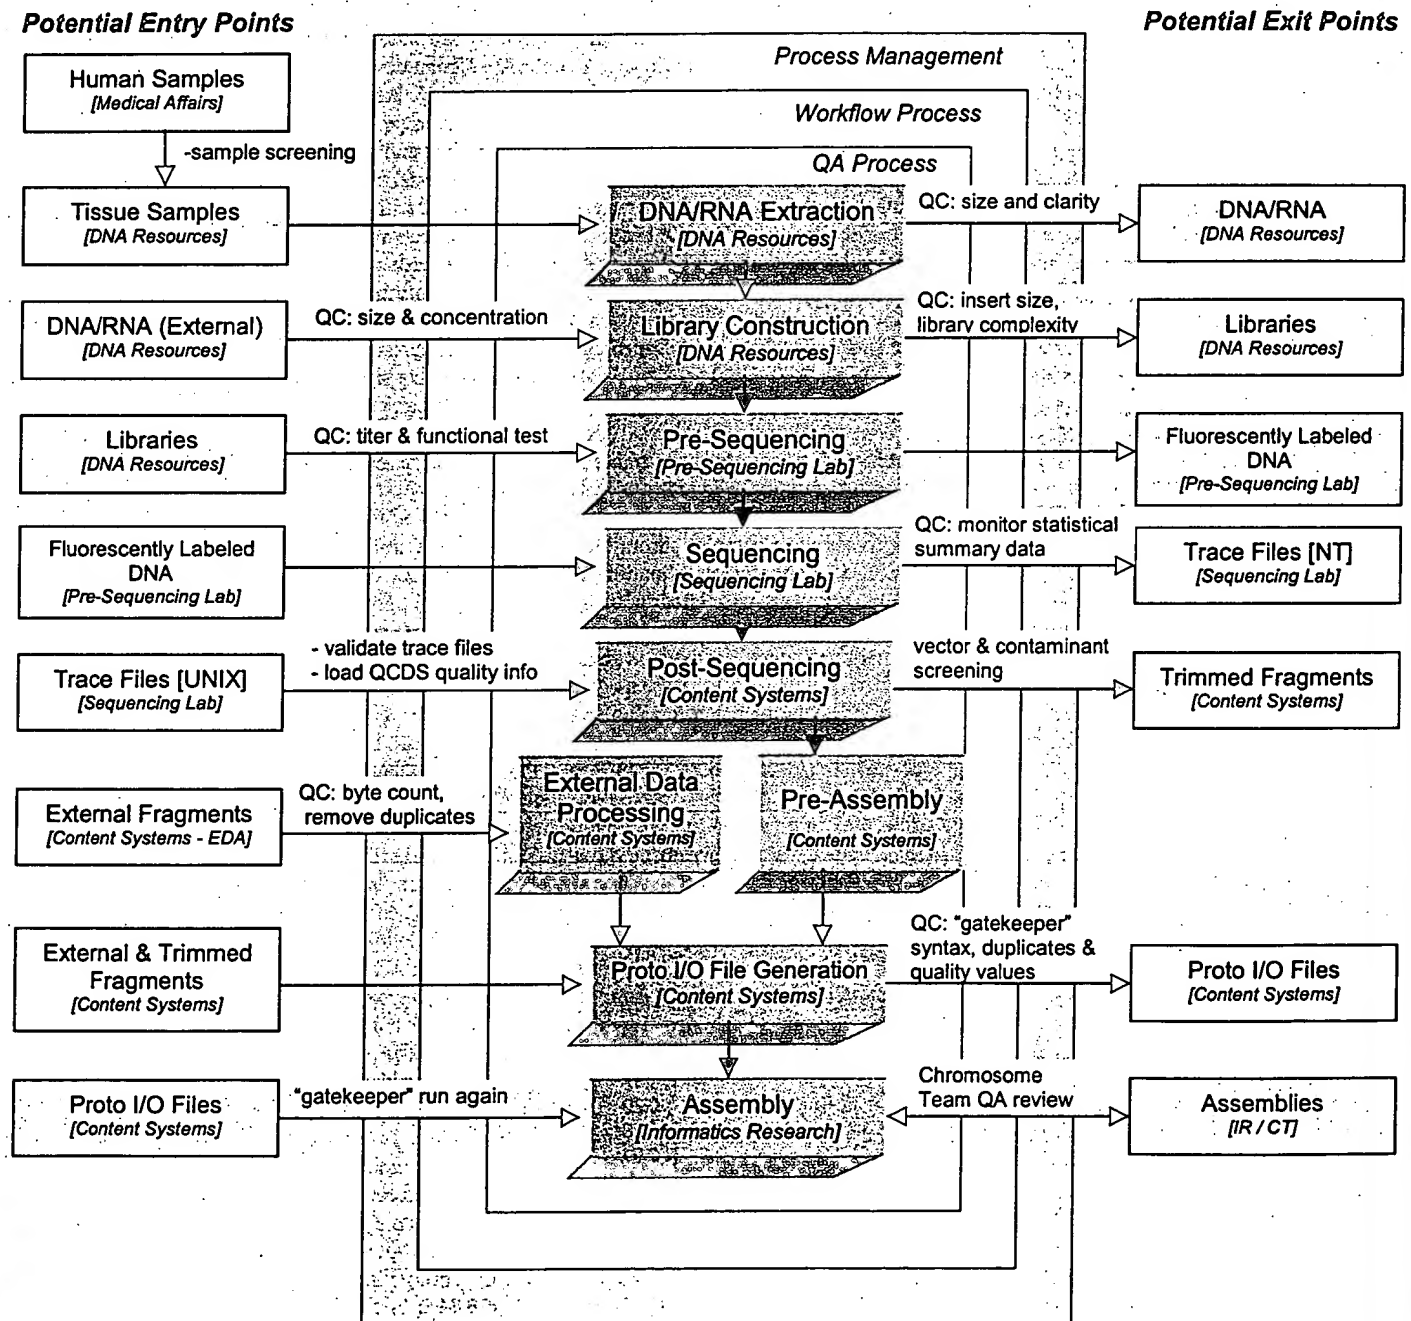 Potential Entry Points
Potential Exit Points
Process Management
Human Samples
[Medical Affairs]
Workflow Process
-sample screening
QA Process
Tissue Samples
[DNA Resources]
DNA/RNA Extraction
[DNA Resources]
QC: size and clarity
DNA/RNA
[DNA Resources]
DNA/RNA (External)
[DNA Resources]
QC: size & concentration
Library Construction
[DNA Resources]
QC: insert size,
library complexity
Libraries
[DNA Resources]
Libraries
[DNA Resources]
QC: titer & functional test
Pre-Sequencing
[Pre-Sequencing Lab]
Fluorescently Labeled
DNA
[Pre-Sequencing Lab]
Fluorescently Labeled
DNA
[Pre-Sequencing Lab]
Sequencing
[Sequencing Lab]
QC: monitor statistical
summary data
Trace Files [NT]
[Sequencing Lab]
Trace Files [UNIX]
[Sequencing Lab]
- validate trace files
- load QCDS quality info
Post-Sequencing
[Content Systems]
vector & contaminant
screening
Trimmed Fragments
[Content Systems]
External Fragments
[Content Systems - EDA]
QC: byte count,
remove duplicates
External Data
Processing
[Content Systems]
Pre-Assembly
[Content Systems]
External & Trimmed
Fragments
[Content Systems]
Proto I/O File Generation
[Content Systems]
QC: "gatekeeper"
syntax, duplicates &
quality values
Proto I/O Files
[Content Systems]
Proto I/O Files
[Content Systems]
"gatekeeper" run again
Assembly
[Informatics Research]
Chromosome
Team QA review
Assemblies
[IR / CT]